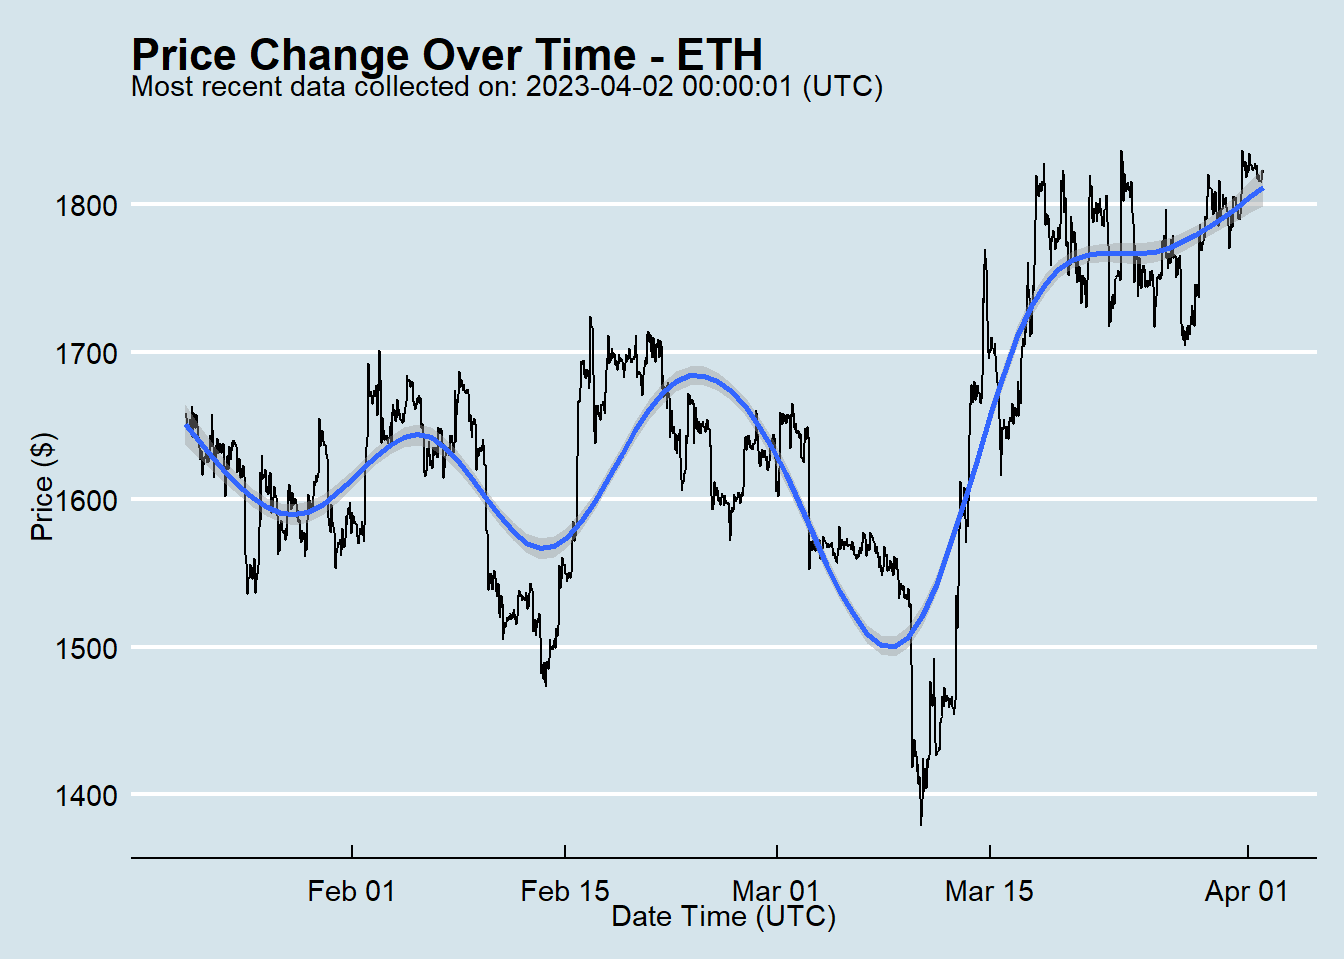 Price Change Over Time - ETH
Most recent data collected on: 2023-04-02 00:00:01 (UTC)
Price ($)
1800
1700
1600
1500
1400
Feb 01 Feb 15 Mar 01 Mar 15 Apr 01
Date Time (UTC)